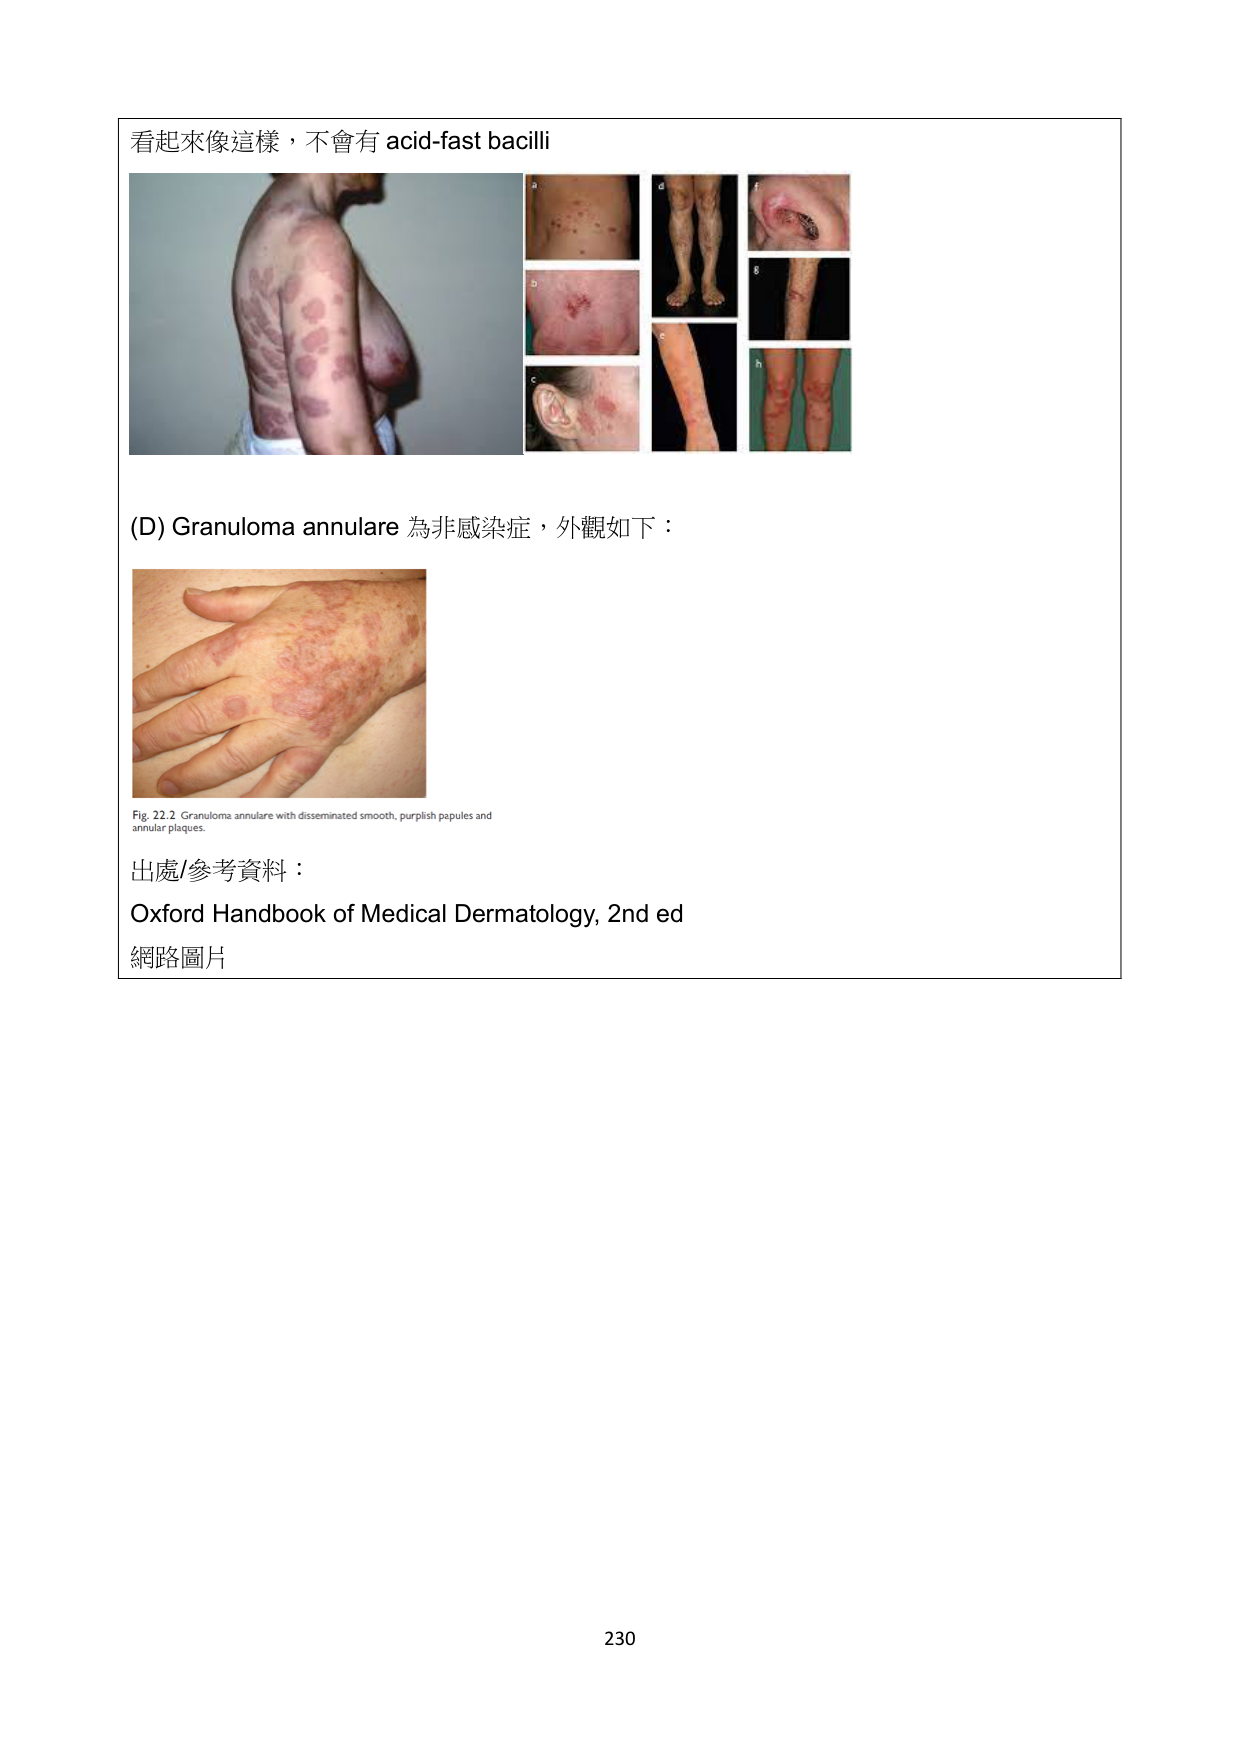 看起來像這樣，不會有 acid-fast bacilli
a
d
f
b
g
e
c
h
(D) Granuloma annulare 為非感染症，外觀如下：
Fig. 22.2 Granuloma annulare with disseminated smooth, purplish papules and
annular plaques.
出處/參考資料：
Oxford Handbook of Medical Dermatology, 2nd ed
網路圖片
230